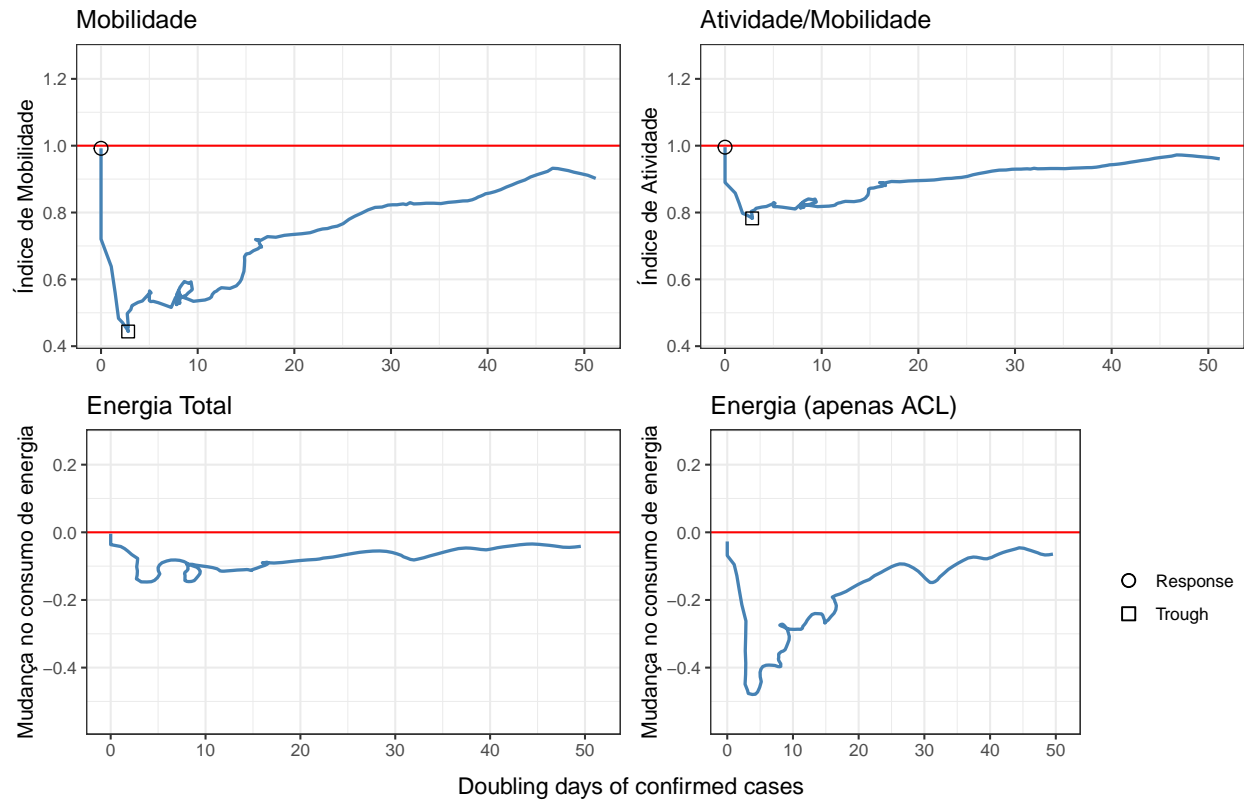 Mobilidade
Índice de Mobilidade
1.2
1.0
0.8
0.6
0.4
0 10 20 30 40 50
Atividade/Mobilidade
Índice de Atividade
1.2
1.0
0.8
0.6
0.4
0 10 20 30 40 50
Energia Total
Mudança no consumo de energia
0.2
0.0
−0.2
−0.4
0 10 20 30 40 50
Energia (apenas ACL)
Mudança no consumo de energia
0.2
0.0
−0.2
−0.4
0 10 20 30 40 50
Response
Trough
Doubling days of confirmed cases